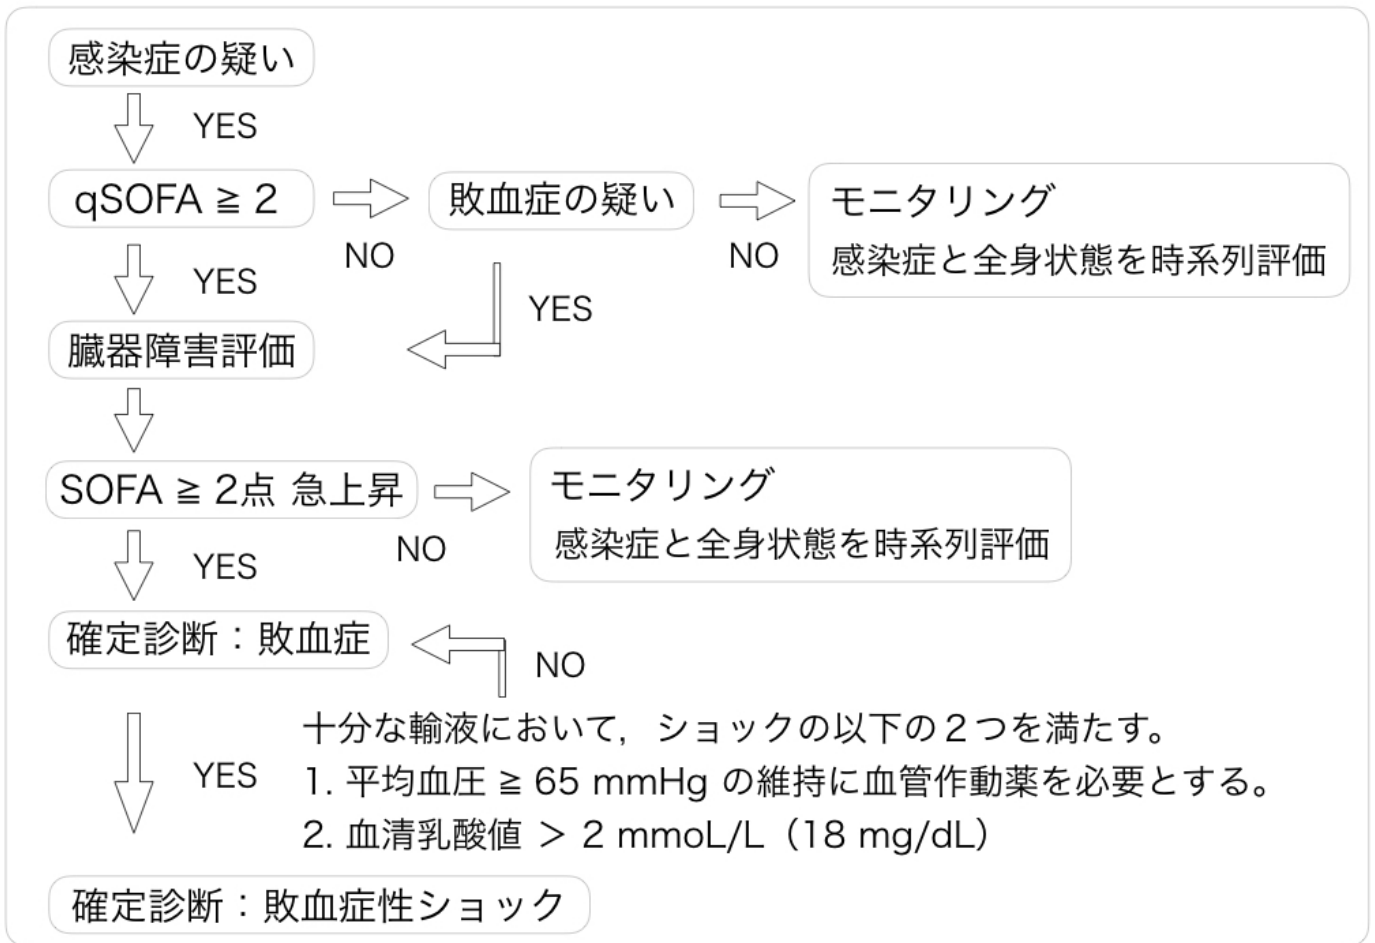 感染症の疑い
YES
qSOFA ≧ 2
NO
敗血症の疑い
NO
モニタリング
感染症と全身状態を時系列評価
YES
YES
臓器障害評価
SOFA ≧ 2点 急上昇
NO
モニタリング
感染症と全身状態を時系列評価
YES
確定診断：敗血症
NO
十分な輸液において，ショックの以下の２つを満たす。
1. 平均血圧 ≧ 65 mmHg の維持に血管作動薬を必要とする。
2. 血清乳酸値 ＞ 2 mmoL/L（18 mg/dL）
YES
確定診断：敗血症性ショック